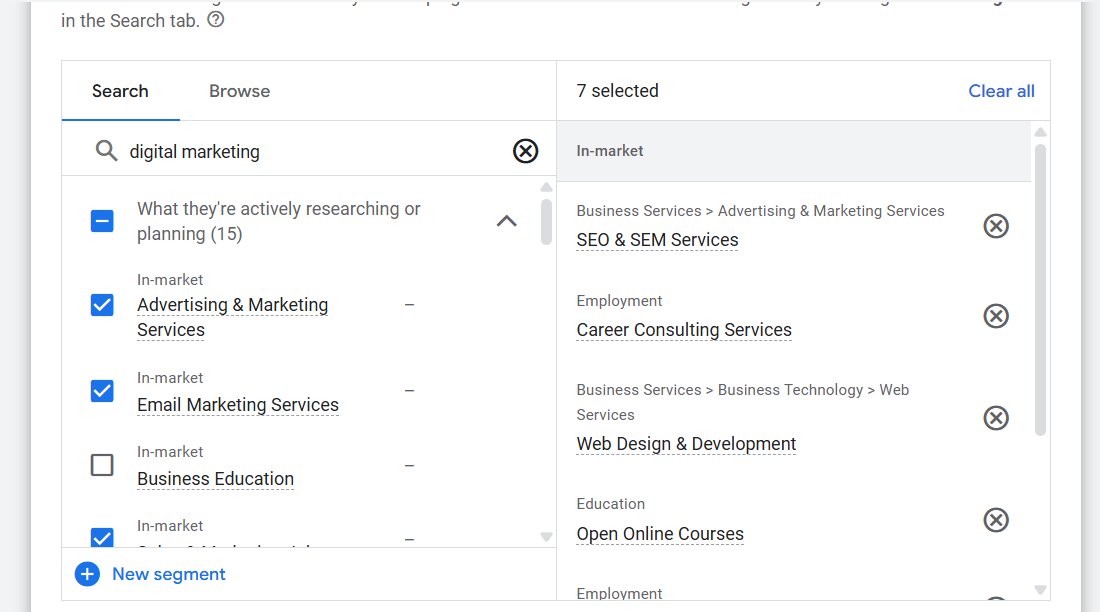 in the Search tab.
Search
Browse
7 selected
Clear all
digital marketing
In-market
What they're actively researching or
planning (15)
In-market
Advertising & Marketing
Services
–
In-market
Email Marketing Services
–
In-market
Business Education
–
In-market
–
New segment
Business Services > Advertising & Marketing Services
SEO & SEM Services
Employment
Career Consulting Services
Business Services > Business Technology > Web
Services
Web Design & Development
Education
Open Online Courses
Employment